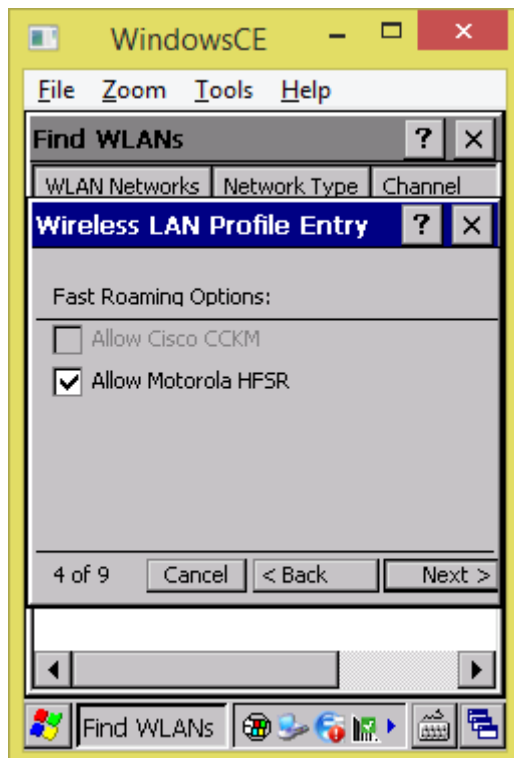 WindowsCE
File Zoom Tools Help
Find WLANs ? ×
WLAN Networks Network Type Channel
Wireless LAN Profile Entry ? ×
Fast Roaming Options:
Allow Cisco CCKM
Allow Motorola HFSR
4 of 9 Cancel < Back Next >
Find WLANs